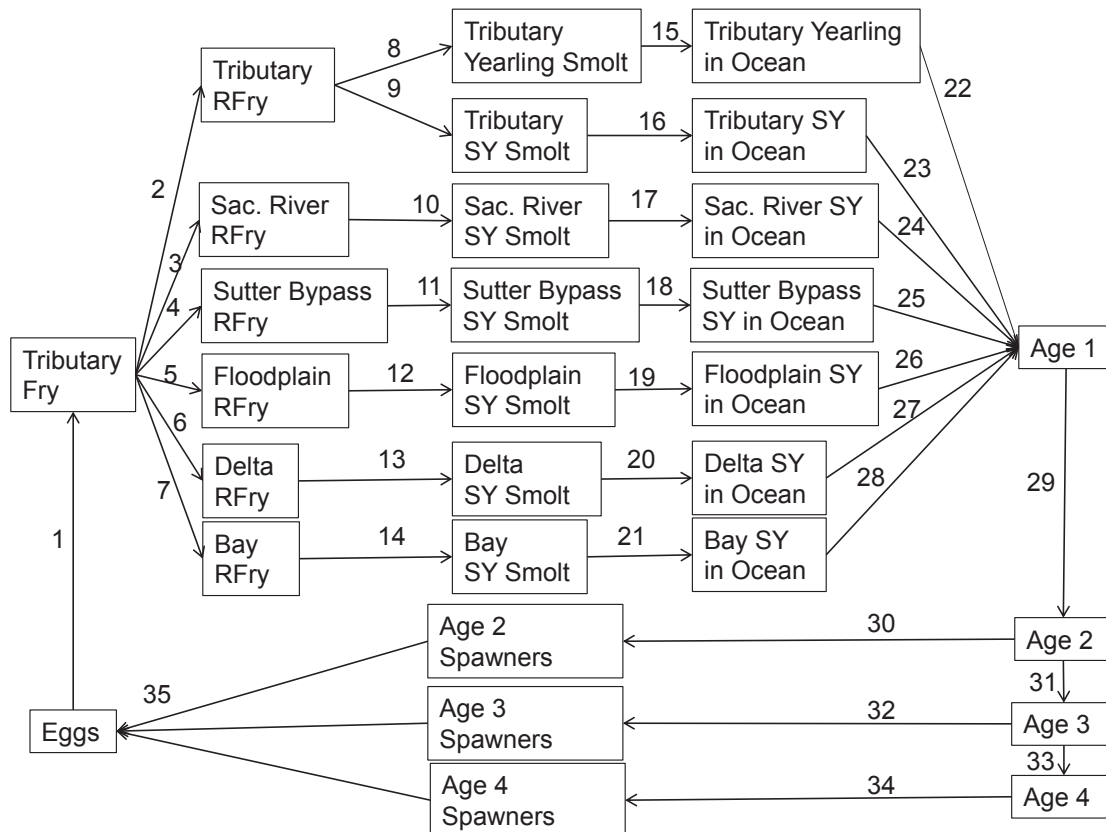 8
Tributary
Yearling Smolt
15
Tributary Yearling
in Ocean
22
Tributary
RFry
9
Tributary
SY Smolt
16
Tributary SY
in Ocean
23
2
Sac. River
RFry
10
Sac. River
SY Smolt
17
Sac. River SY
in Ocean
24
3
4
Sutter Bypass
RFry
11
Sutter Bypass
SY Smolt
18
Sutter Bypass
SY in Ocean
25
Tributary
Fry
5
Floodplain
RFry
12
Floodplain
SY Smolt
19
Floodplain SY
in Ocean
26
Age 1
6
Delta
RFry
13
Delta
SY Smolt
20
Delta SY
in Ocean
27
7
Bay
RFry
14
Bay
SY Smolt
21
Bay SY
in Ocean
28
29
1
Age 2
Spawners
30
Age 2
31
35
Eggs
Age 3
Spawners
32
Age 3
33
Age 4
Spawners
34
Age 4